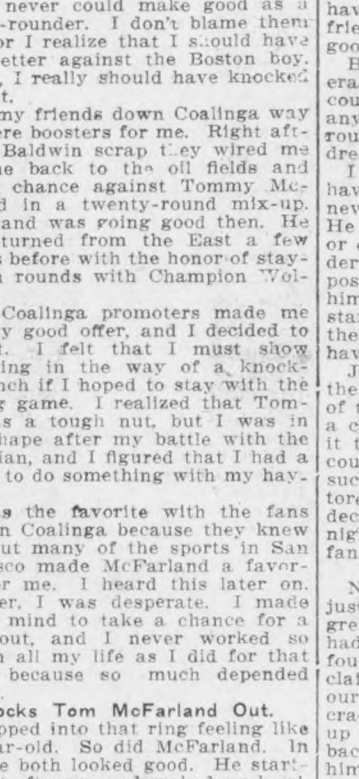 never could make good as a
-rounder. I don't blame them
or I realize that I should have
etter against the Boston boy.
, I really should have knocked
t.
my friends down Coalinga way
ere boosters for me. Right aft-
Baldwin scrap they wired me
e back to the oil fields and
chance against Tommy Mc-
d in a twenty-round mix-up.
and was going good then. He
turned from the East a few
s before with the honor of stay-
rounds with Champion Wol-
Coalinga promoters made me
y good offer, and I decided to
t. I felt that I must show
ing in the way of a knock-
nch if I hoped to stay with the
g game. I realized that Tom-
s a tough nut, but I was in
hape after my battle with the
ian, and I figured that I had a
to do something with my hay-
s the favorite with the fans
n Coalinga because they knew
ut many of the sports in San
sco made McFarland a favor-
r me. I heard this later on.
er, I was desperate. I made
mind to take a chance for a
out, and I never worked so
n all my life as I did for that
because so much depended
ocks Tom McFarland Out.
pped into that ring feeling like
ar-old. So did McFarland. In
e both looked good. He start-
hav
frie
goo
era
cou
any
rou
dre
I
hav
nev
He
or
der
pos
him
sta
the
hav
J
the
of
a c
it t
cou
suc
tor
dec
nig
fan
N
jus
gre
had
fou
clai
our
cra
up
bac
him